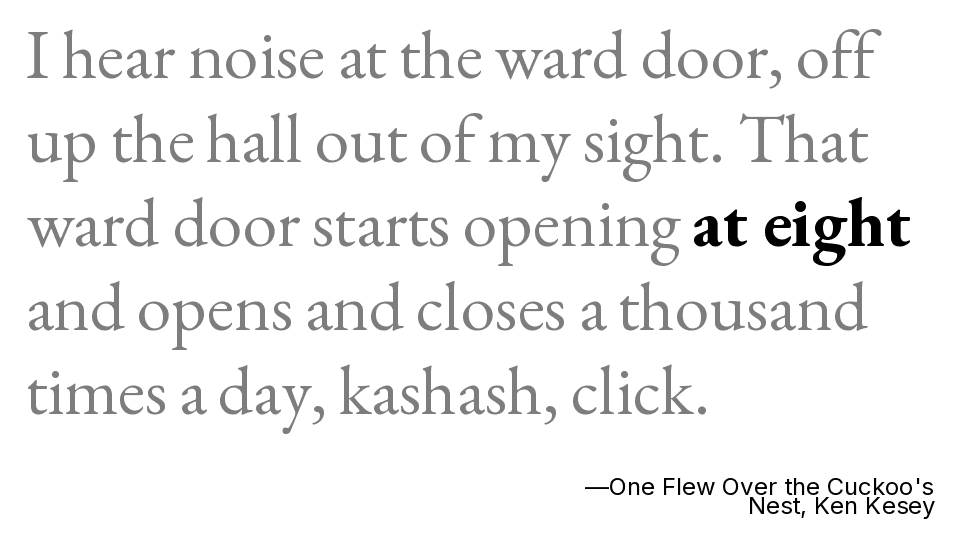 I hear noise at the ward door, off
up the hall out of my sight. That
ward door starts opening at eight
and opens and closes a thousand
times a day, kashash, click.
—One Flew Over the Cuckoo's
Nest, Ken Kesey